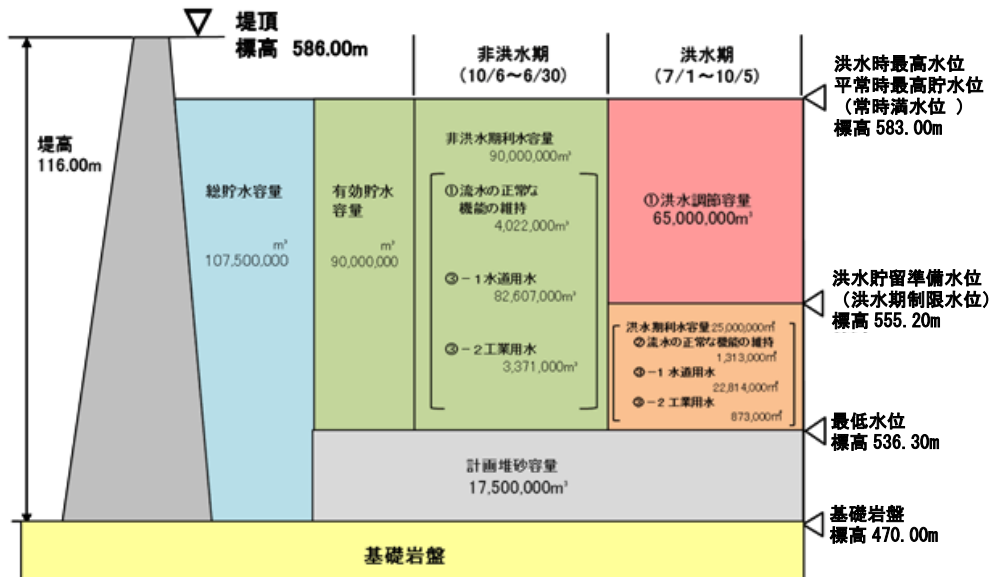 堤頂
標高 586.00m
堤高
116.00m
総貯水容量
m³
107,500,000
有効貯水
容量
m³
90,000,000
非洪水期
(10/6～6/30)
非洪水期利水容量
90,000,000m³
①流水の正常な
機能の維持
4,022,000m³
③－1水道用水
82,607,000m³
③－2工業用水
3,371,000m³
洪水期
(7/1～10/5)
①洪水調節容量
65,000,000m³
洪水期利水容量25,000,000㎥
②流水の正常な機能の維持
1,313,000㎥
③－1 水道用水
22,814,000㎥
③－2 工業用水
873,000㎥
計画堆砂容量
17,500,000m³
基礎岩盤
洪水時最高水位
平常時最高貯水位
（常時満水位 ）
標高 583.00m
洪水貯留準備水位
（洪水期制限水位）
標高 555.20m
最低水位
標高 536.30m
基礎岩盤
標高 470.00m